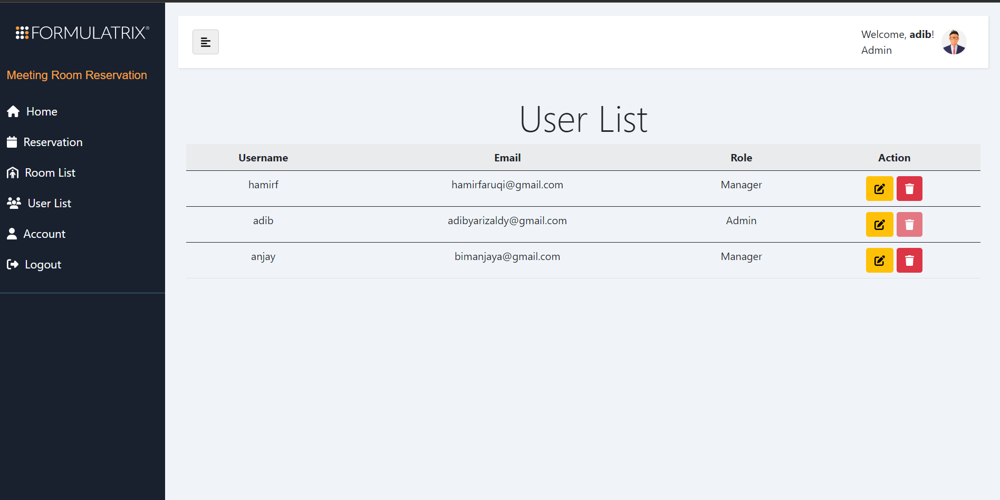 FORMULATRIX®
Meeting Room Reservation
Home
Reservation
Room List
User List
Account
Logout
Welcome, adib!
Admin
User List
Username Email Role Action
hamirf hamirfaruqi@gmail.com Manager
adib adibyarizaldy@gmail.com Admin
anjay bimanjaya@gmail.com Manager